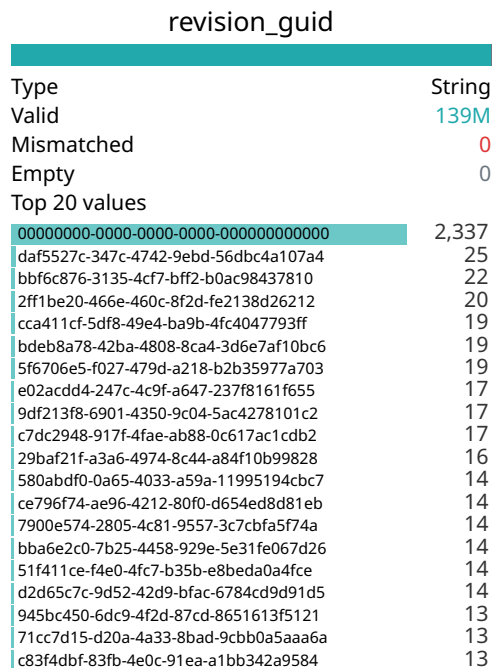 revision_guid
Type String
Valid 139M
Mismatched 0
Empty 0
Top 20 values
00000000-0000-0000-0000-000000000000 2,337
daf5527c-347c-4742-9ebd-56dbc4a107a4 25
bbf6c876-3135-4cf7-bff2-b0ac98437810 22
2ff1be20-466e-460c-8f2d-fe2138d26212 20
cca411cf-5df8-49e4-ba9b-4fc4047793ff 19
bdeb8a78-42ba-4808-8ca4-3d6e7af10bc6 19
5f6706e5-f027-479d-a218-b2b35977a703 19
e02acdd4-247c-4c9f-a647-237f8161f655 17
9df213f8-6901-4350-9c04-5ac4278101c2 17
c7dc2948-917f-4fae-ab88-0c617ac1cdb2 17
29baf21f-a3a6-4974-8c44-a84f10b99828 16
580abdf0-0a65-4033-a59a-11995194cbc7 14
ce796f74-ae96-4212-80f0-d654ed8d81eb 14
7900e574-2805-4c81-9557-3c7cbfa5f74a 14
bba6e2c0-7b25-4458-929e-5e31fe067d26 14
51f411ce-f4e0-4fc7-b35b-e8beda0a4fce 14
d2d65c7c-9d52-42d9-bfac-6784cd9d91d5 14
945bc450-6dc9-4f2d-87cd-8651613f5121 13
71cc7d15-d20a-4a33-8bad-9cbb0a5aaa6a 13
c83f4dbf-83fb-4e0c-91ea-a1bb342a9584 13